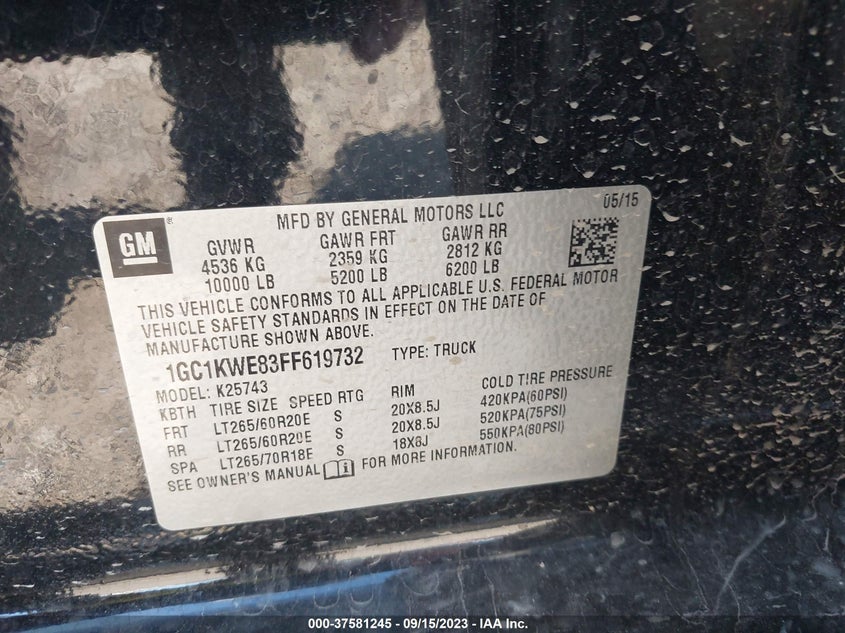 GM
MFD BY GENERAL MOTORS LLC
05/15
GVWR GAWR FRT GAWR RR
4536 KG 2359 KG 2812 KG
10000 LB 5200 LB 6200 LB
THIS VEHICLE CONFORMS TO ALL APPLICABLE U.S. FEDERAL MOTOR
VEHICLE SAFETY STANDARDS IN EFFECT ON THE DATE OF
MANUFACTURE SHOWN ABOVE.
1GC1KWE83FF619732 TYPE: TRUCK
MODEL: K25743
KBTH TIRE SIZE SPEED RTG RIM COLD TIRE PRESSURE
FRT LT265/60R20E S 20X8.5J 420KPA(60PSI)
RR LT265/60R20E S 20X8.5J 520KPA(75PSI)
SPA LT265/70R18E S 18X8J 550KPA(80PSI)
SEE OWNER'S MANUAL FOR MORE INFORMATION.
000-37581245 - 09/15/2023 - IAA Inc.